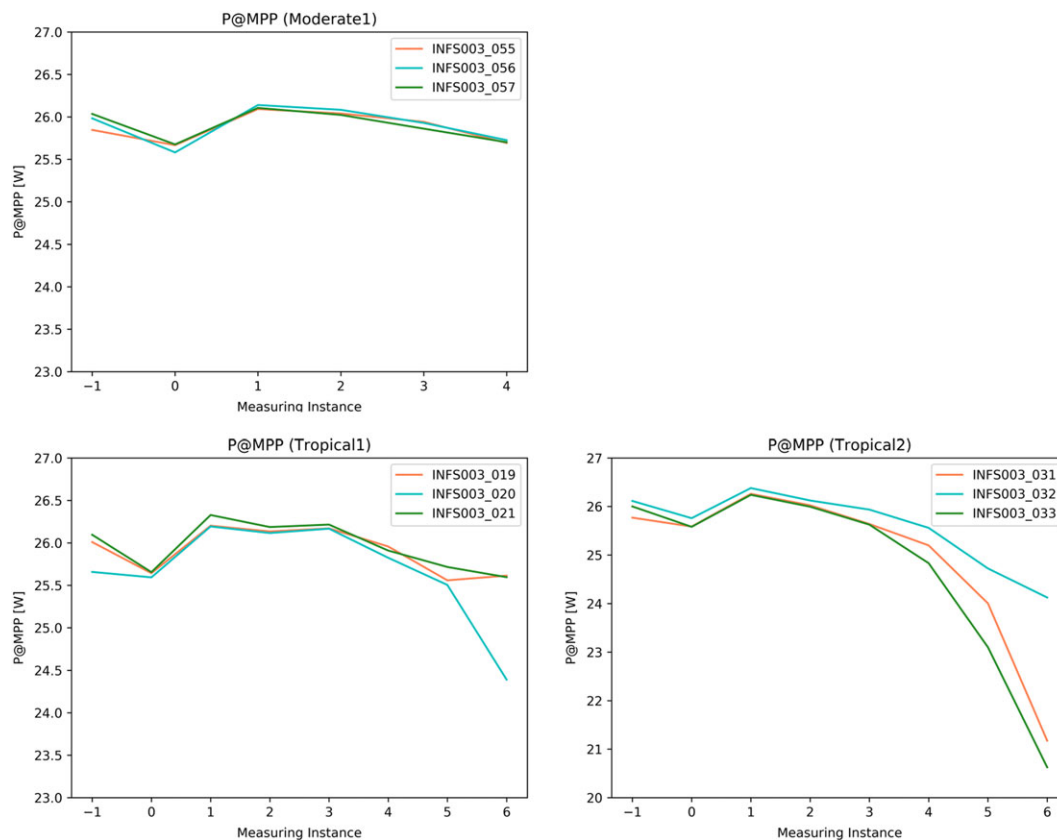 P@MPP (Moderate1)
27.0
26.5
26.0
25.5
25.0
24.5
24.0
23.5
23.0
P@MPP [W]
INFS003_055
INFS003_056
INFS003_057
−1 0 1 2 3 4
Measuring Instance
P@MPP (Tropical1)
27.0
26.5
26.0
25.5
25.0
24.5
24.0
23.5
23.0
P@MPP [W]
INFS003_019
INFS003_020
INFS003_021
−1 0 1 2 3 4 5 6
Measuring Instance
P@MPP (Tropical2)
27
26
25
24
23
22
21
20
P@MPP [W]
INFS003_031
INFS003_032
INFS003_033
−1 0 1 2 3 4 5 6
Measuring Instance